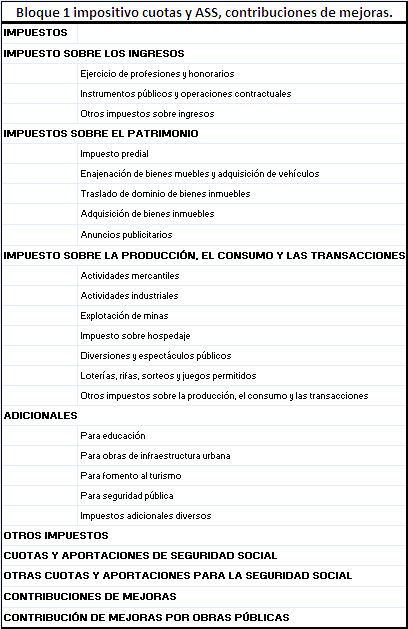 Bloque 1 impositivo cuotas y ASS, contribuciones de mejoras.
IMPUESTOS
IMPUESTO SOBRE LOS INGRESOS
Ejercicio de profesiones y honorarios
Instrumentos públicos y operaciones contractuales
Otros impuestos sobre ingresos
IMPUESTOS SOBRE EL PATRIMONIO
Impuesto predial
Enajenación de bienes muebles y adquisición de vehículos
Traslado de dominio de bienes inmuebles
Adquisición de bienes inmuebles
Anuncios publicitarios
IMPUESTO SOBRE LA PRODUCCIÓN, EL CONSUMO Y LAS TRANSACCIONES
Actividades mercantiles
Actividades industriales
Explotación de minas
Impuesto sobre hospedaje
Diversiones y espectáculos públicos
Loterías, rifas, sorteos y juegos permitidos
Otros impuestos sobre la producción, el consumo y las transacciones
ADICIONALES
Para educación
Para obras de infraestructura urbana
Para fomento al turismo
Para seguridad pública
Impuestos adicionales diversos
OTROS IMPUESTOS
CUOTAS Y APORTACIONES DE SEGURIDAD SOCIAL
OTRAS CUOTAS Y APORTACIONES PARA LA SEGURIDAD SOCIAL
CONTRIBUCIONES DE MEJORAS
CONTRIBUCIÓN DE MEJORAS POR OBRAS PÚBLICAS